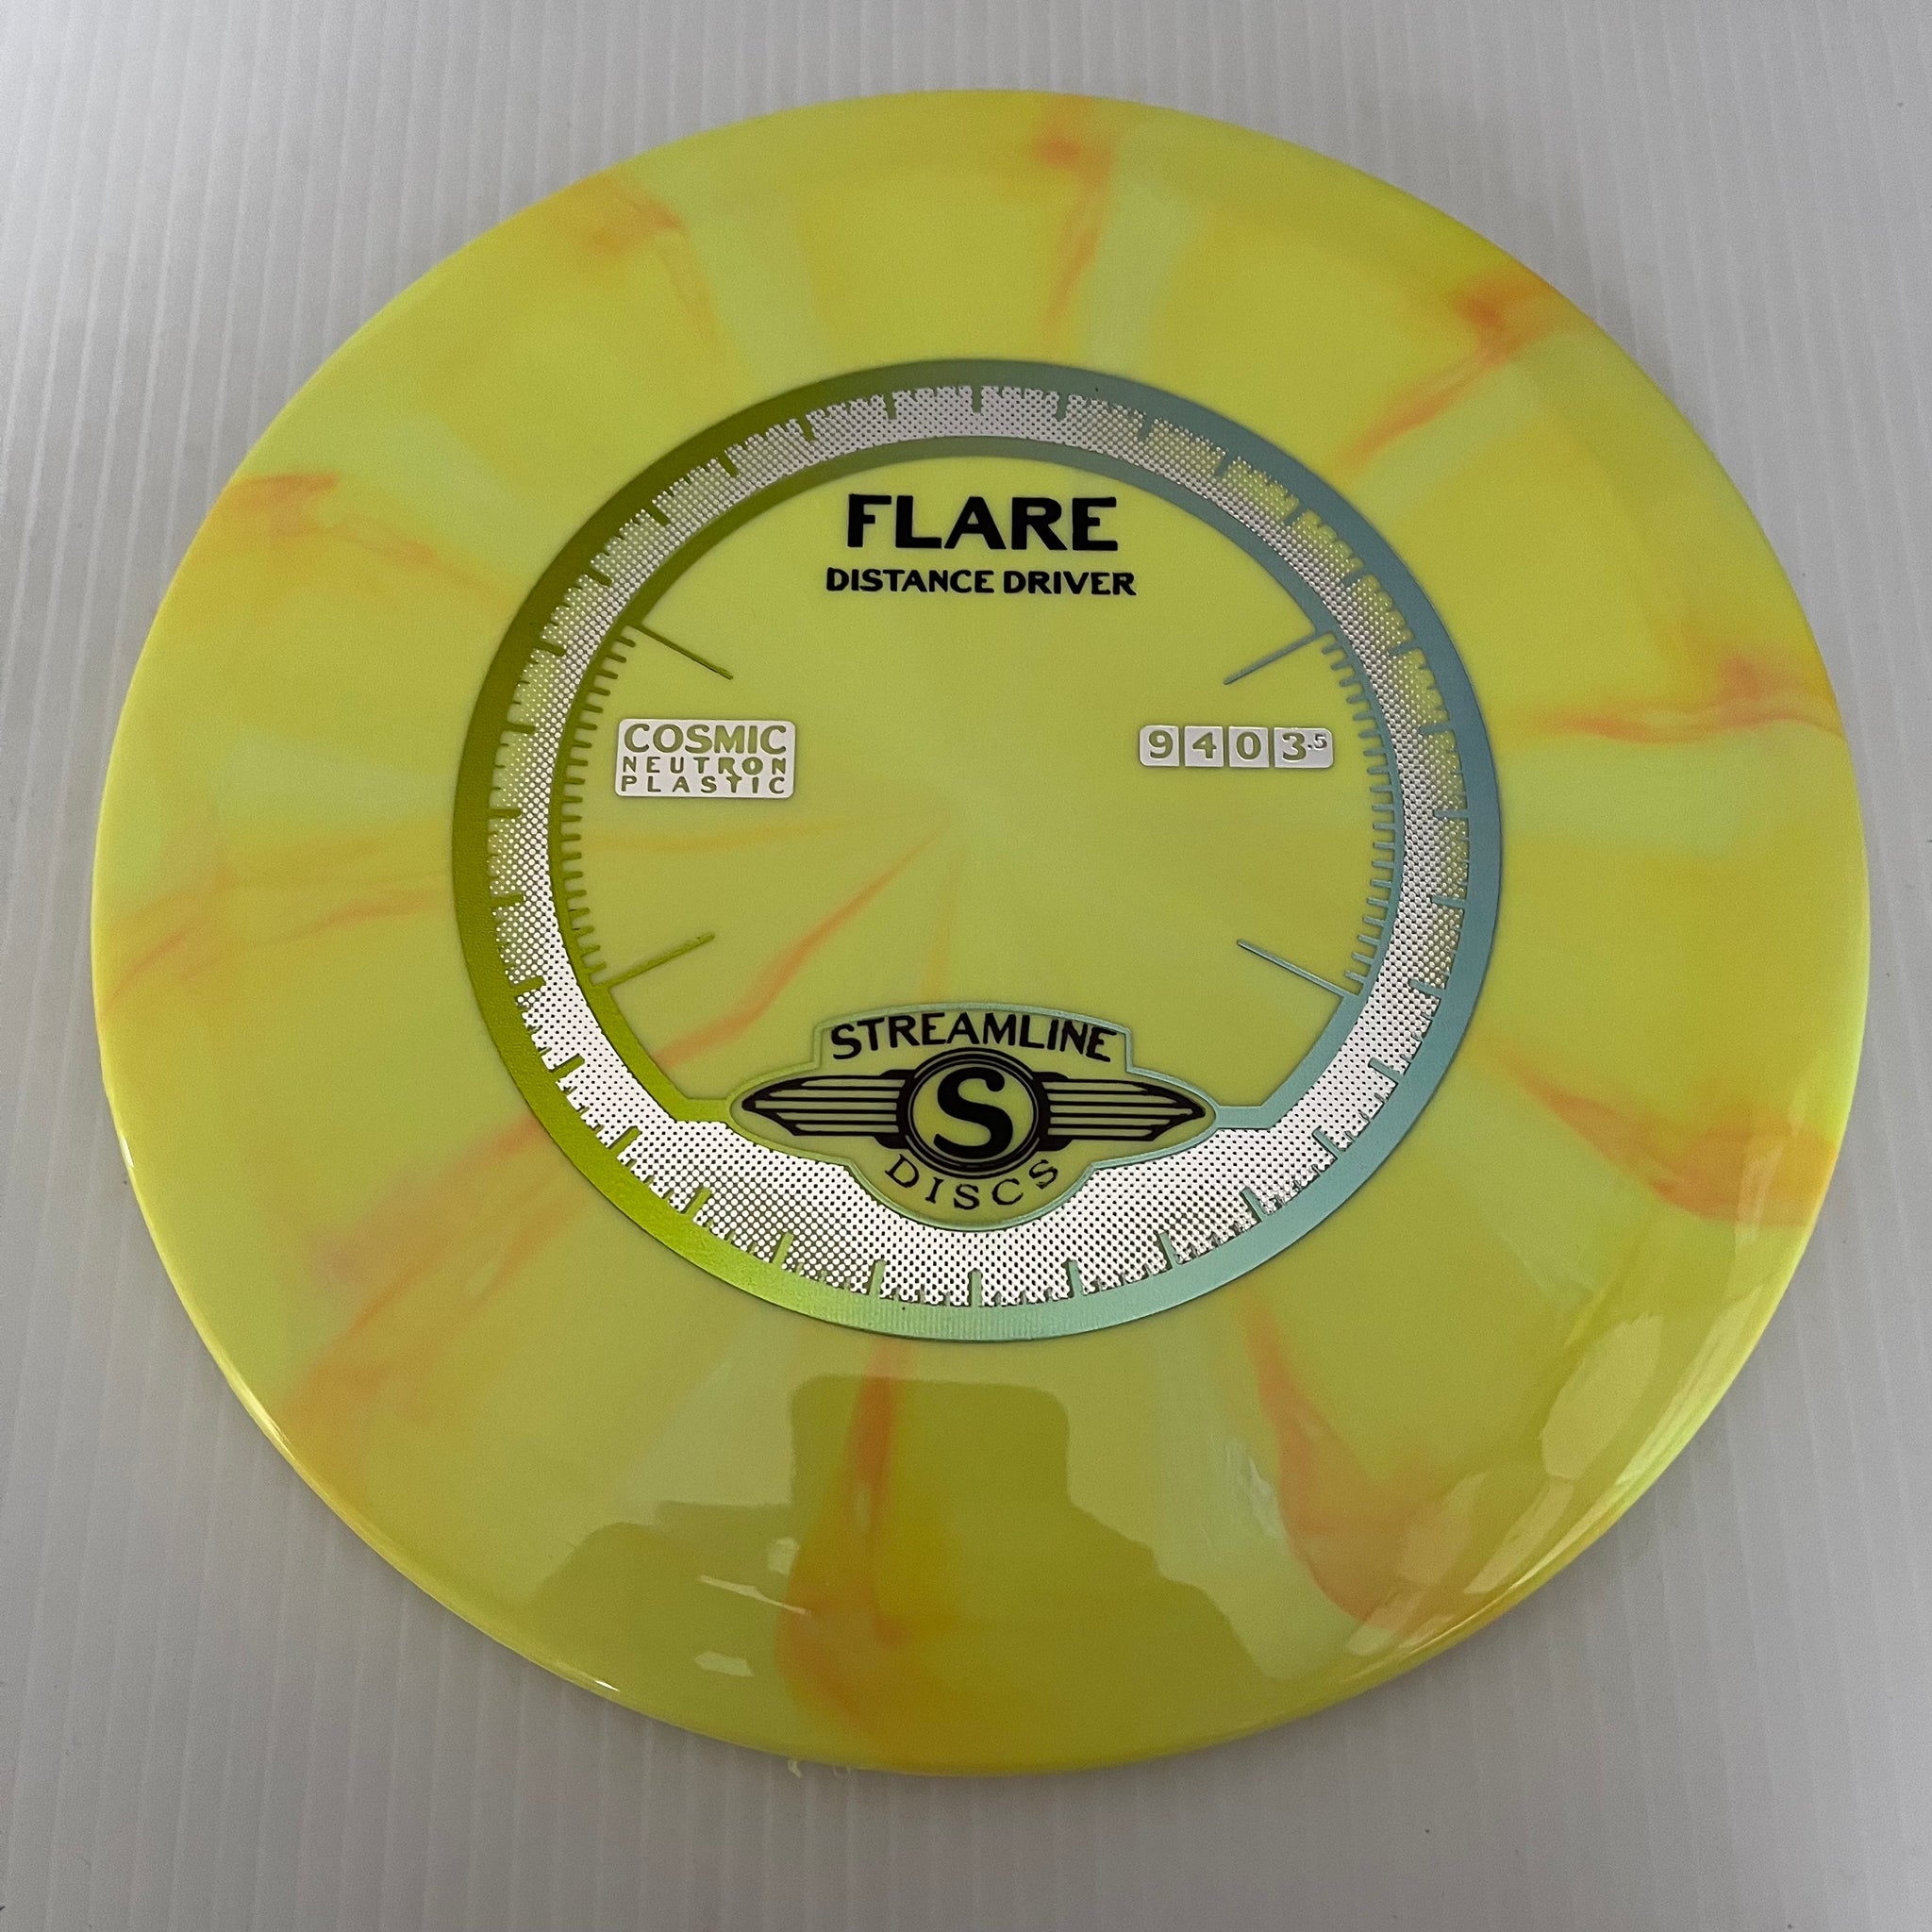 FLARE
DISTANCE DRIVER
COSMIC
NEUTRON
PLASTIC
9 4 0 3.5
STREAMLINE
S
DISCS